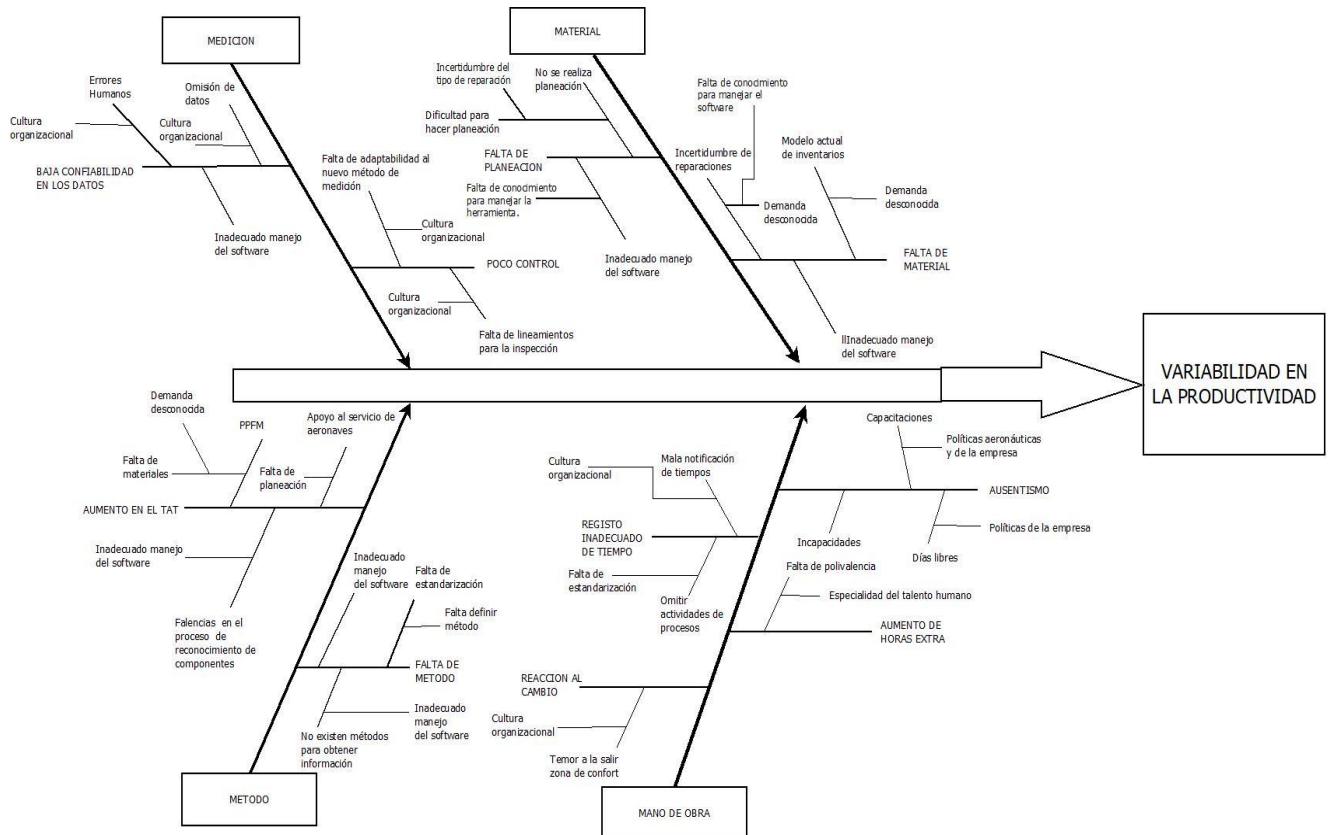 MEDICION
MATERIAL
Errores
Humanos
Cultura
organizacional
Omisión de
datos
Cultura
organizacional
BAJA CONFIABILIDAD
EN LOS DATOS
Inadecuado manejo
del software
Falta de adaptabilidad al
nuevo método de
medición
Cultura
organizacional
POCO CONTROL
Cultura
organizacional
Falta de lineamientos
para la inspección
Incertidumbre del
tipo de reparación
No se realiza
planeación
Dificultad para
hacer planeación
FALTA DE
PLANEACION
Falta de conocimiento
para manejar la
herramienta.
Inadecuado manejo
del software
Falta de conocimiento
para manejar el
software
Incertidumbre de
reparaciones
Demanda
desconocida
Modelo actual
de inventarios
Demanda
desconocida
FALTA DE
MATERIAL
llInadecuado manejo
del software
VARIABILIDAD EN
LA PRODUCTIVIDAD
Demanda
desconocida
PPFM
Apoyo al servicio de
aeronaves
Falta de
materiales
Falta de
planeación
AUMENTO EN EL TAT
Inadecuado manejo
del software
Falencias en el
proceso de
reconocimiento de
componentes
Inadecuado
manejo
del software
Falta de
estandarización
Falta definir
método
FALTA DE
METODO
Inadecuado
manejo
del software
No existen métodos
para obtener
información
METODO
Capacitaciones
Políticas aeronáuticas
y de la empresa
AUSENTISMO
Políticas de la empresa
Días libres
Incapacidades
Cultura
organizacional
Mala notificación
de tiempos
REGISTO
INADECUADO
DE TIEMPO
Falta de
estandarización
Omitir
actividades de
procesos
Falta de polivalencia
Especialidad del talento humano
AUMENTO DE
HORAS EXTRA
REACCION AL
CAMBIO
Cultura
organizacional
Temor a la salir
zona de confort
MANO DE OBRA